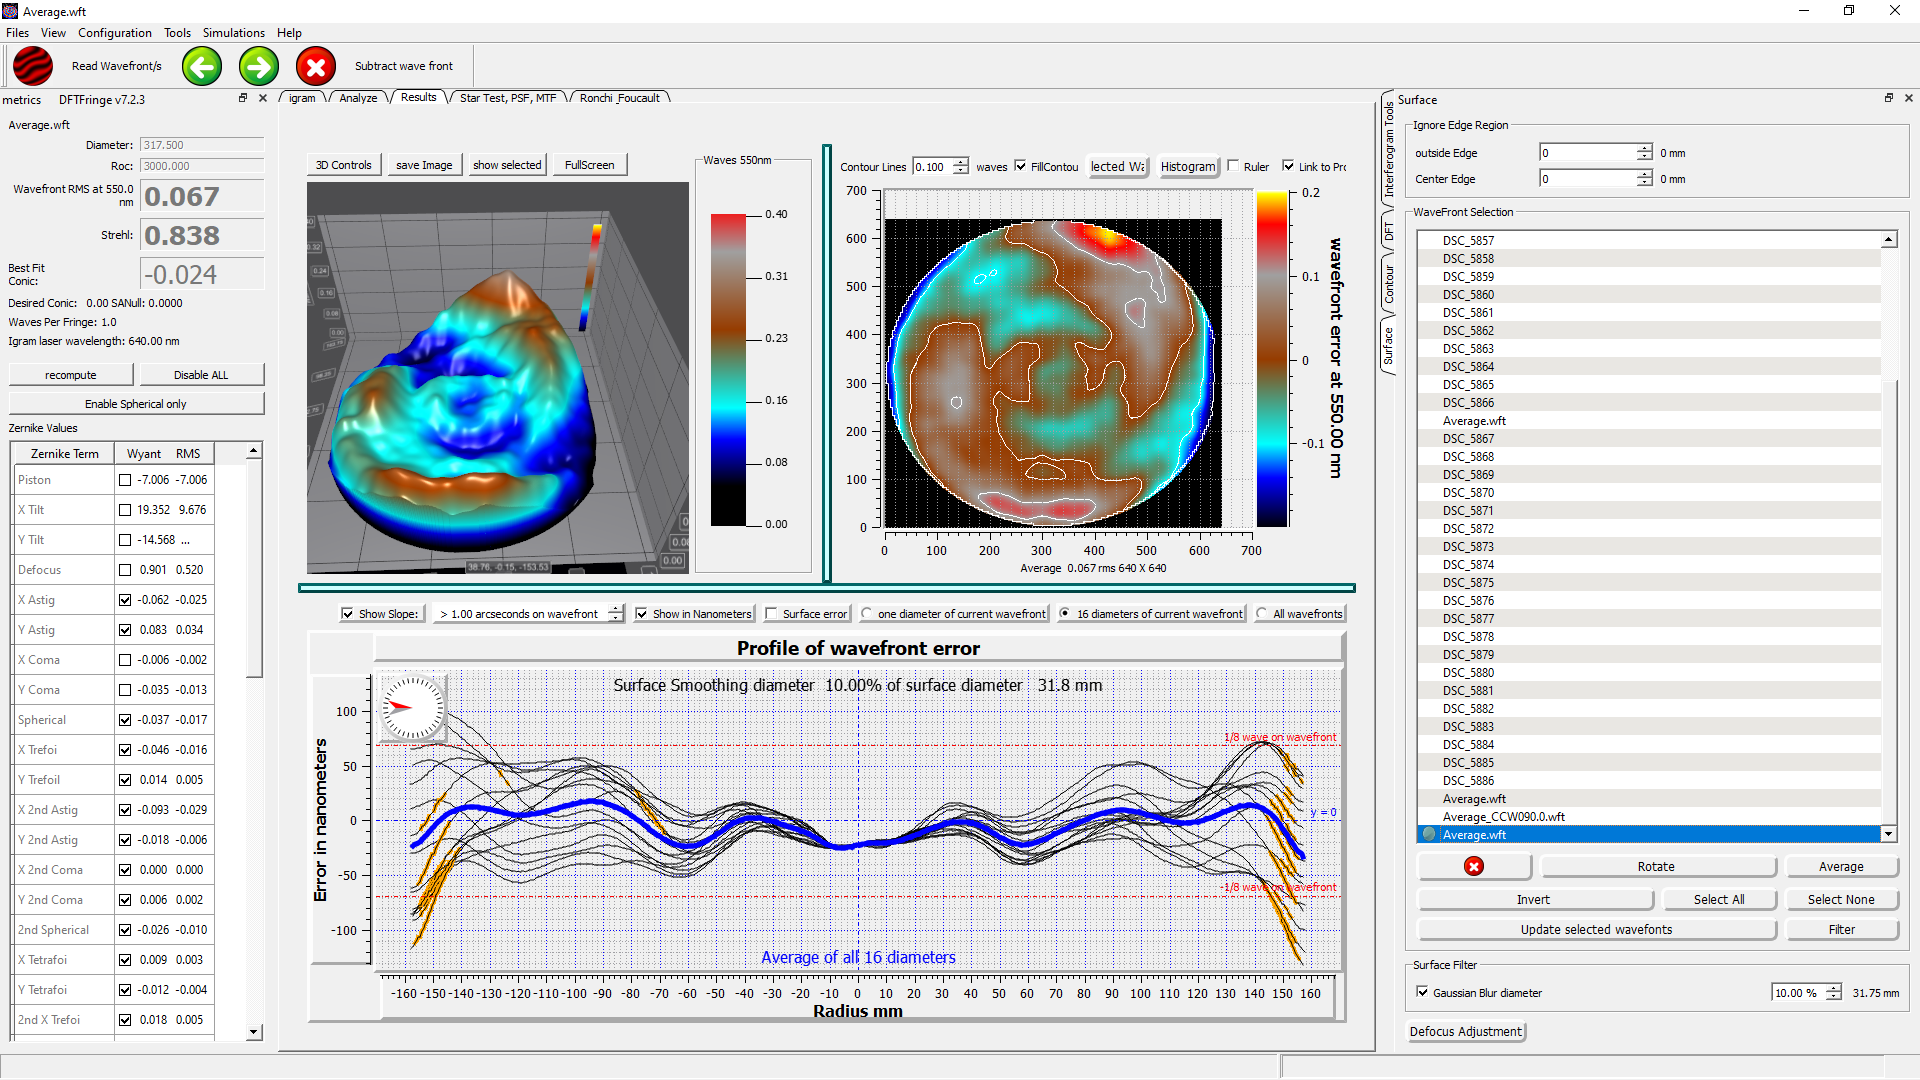 Average.wft
Files View Configuration Tools Simulations Help
Read Wavefront/s Subtract wave front
metrics DFTFringe v7.2.3
Average.wft
Diameter: 317.500
Roc: 3000.000
Wavefront RMS at 550.0 nm 0.067
Strehl: 0.838
Best Fit Conic: -0.024
Desired Conic: 0.00 SANull: 0.0000
Waves Per Fringe: 1.0
Igram laser wavelength: 640.00 nm
recompute Disable ALL
Enable Spherical only
Zernike Values
Zernike Term Wyant RMS
Piston -7.006 -7.006
X Tilt 19.352 9.676
Y Tilt -14.568 ...
Defocus 0.901 0.520
X Astig -0.062 -0.025
Y Astig 0.083 0.034
X Coma -0.006 -0.002
Y Coma -0.035 -0.013
Spherical -0.037 -0.017
X Trefoi -0.046 -0.016
Y Trefoil 0.014 0.005
X 2nd Astig -0.093 -0.029
Y 2nd Astig -0.018 -0.006
X 2nd Coma 0.000 0.000
Y 2nd Coma 0.006 0.002
2nd Spherical -0.026 -0.010
X Tetrafoi 0.009 0.003
Y Tetrafoi -0.012 -0.004
2nd X Trefoi 0.018 0.005
igram Analyze Results Star Test, PSF, MTF Ronchi_Foucault
3D Controls save Image show selected FullScreen
Waves 550nm
0.40
0.31
0.23
0.16
0.08
0.00
38.76, -0.15, -153.53
0.00
Contour Lines 0.100 waves FillContou lected Wa Histogram Ruler Link to Pro
700
600
500
400
300
200
100
0
0 100 200 300 400 500 600 700
0.2
0.1
0
-0.1
wavefront error at 550.00 nm
Average 0.067 rms 640 X 640
Show Slope: > 1.00 arcseconds on wavefront Show in Nanometers Surface error one diameter of current wavefront 16 diameters of current wavefront All wavefronts
Profile of wavefront error
Surface Smoothing diameter 10.00% of surface diameter 31.8 mm
Error in nanometers
100
50
0
-50
-100
1/8 wave on wavefront
y = 0
-1/8 wave on wavefront
Average of all 16 diameters
-160 -150 -140 -130 -120 -110 -100 -90 -80 -70 -60 -50 -40 -30 -20 -10 0 10 20 30 40 50 60 70 80 90 100 110 120 130 140 150 160
Radius mm
Interferogram Tools
DFT
Contour
Surface
Surface
Ignore Edge Region
outside Edge 0 0 mm
Center Edge 0 0 mm
WaveFront Selection
DSC_5857
DSC_5858
DSC_5859
DSC_5860
DSC_5861
DSC_5862
DSC_5863
DSC_5864
DSC_5865
DSC_5866
Average.wft
DSC_5867
DSC_5868
DSC_5869
DSC_5870
DSC_5871
DSC_5872
DSC_5873
DSC_5874
DSC_5875
DSC_5876
DSC_5877
DSC_5878
DSC_5879
DSC_5880
DSC_5881
DSC_5882
DSC_5883
DSC_5884
DSC_5885
DSC_5886
Average.wft
Average_CCW090.0.wft
Average.wft
Rotate Average
Invert Select All Select None
Update selected wavefonts Filter
Surface Filter
Gaussian Blur diameter 10.00 % 31.75 mm
Defocus Adjustment